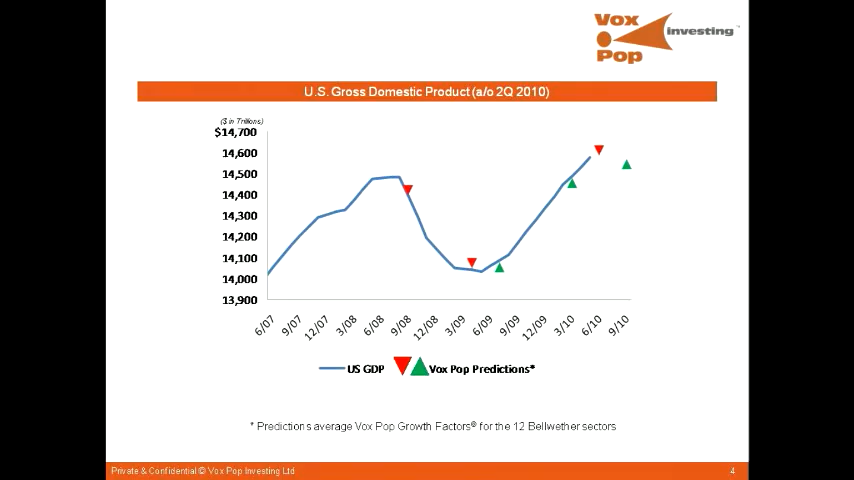 Vox
investing™
Pop
U.S. Gross Domestic Product (a/o 2Q 2010)
($ in Trillions)
$14,700
14,600
14,500
14,400
14,300
14,200
14,100
14,000
13,900
6/07 9/07 12/07 3/08 6/08 9/08 12/08 3/09 6/09 9/09 12/09 3/10 6/10 9/10
US GDP Vox Pop Predictions*
* Predictions average Vox Pop Growth Factors® for the 12 Bellwether sectors
Private & Confidential © Vox Pop Investing Ltd 4